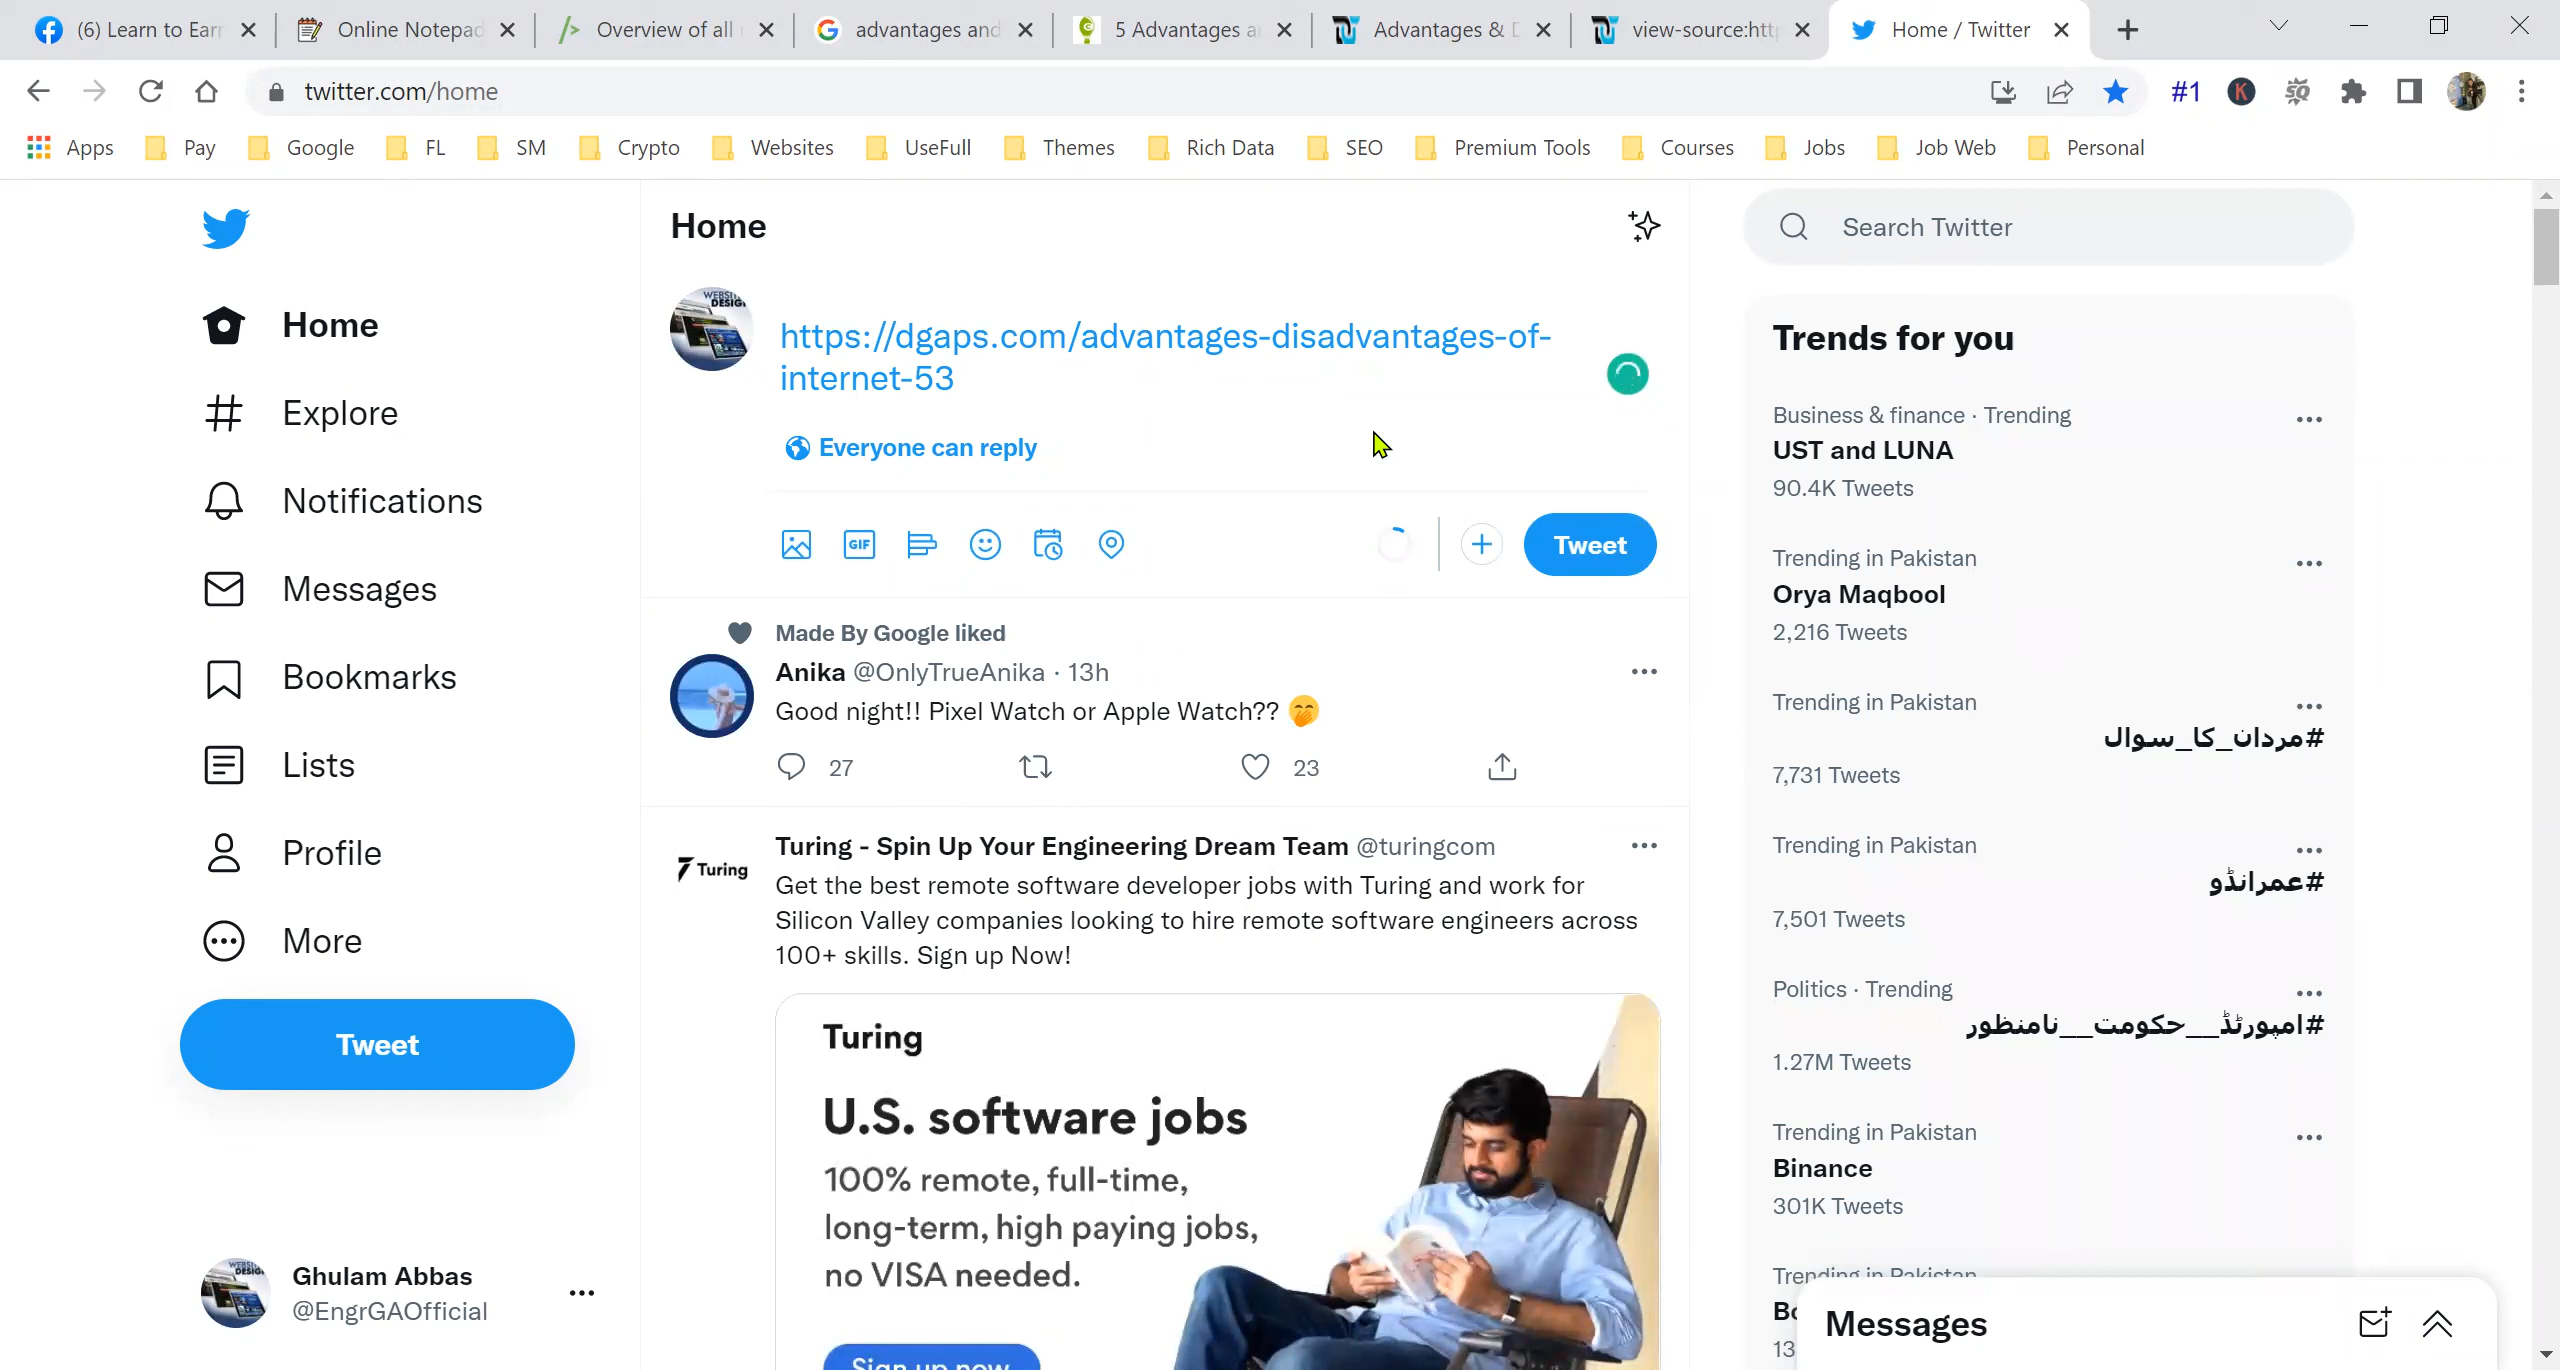 (6) Learn to Earn
Online Notepad
Overview of all
advantages and
5 Advantages a
Advantages & D
view-source:http
Home / Twitter
twitter.com/home
#1
K
SQ
Apps
Pay
Google
FL
SM
Crypto
Websites
UseFull
Themes
Rich Data
SEO
Premium Tools
Courses
Jobs
Job Web
Personal
Home
Explore
Notifications
Messages
Bookmarks
Lists
Profile
More
Tweet
Ghulam Abbas
@EngrGAOfficial
Home
https://dgaps.com/advantages-disadvantages-of-
internet-53
Everyone can reply
GIF
Tweet
Made By Google liked
Anika @OnlyTrueAnika · 13h
Good night!! Pixel Watch or Apple Watch?? 🤭
27
23
Turing
Turing - Spin Up Your Engineering Dream Team @turingcom
Get the best remote software developer jobs with Turing and work for
Silicon Valley companies looking to hire remote software engineers across
100+ skills. Sign up Now!
Turing
U.S. software jobs
100% remote, full-time,
long-term, high paying jobs,
no VISA needed.
Sign up now
Search Twitter
Trends for you
Business & finance · Trending
UST and LUNA
90.4K Tweets
Trending in Pakistan
Orya Maqbool
2,216 Tweets
Trending in Pakistan
#مردان_کا_سوال
7,731 Tweets
Trending in Pakistan
#عمرانڈو
7,501 Tweets
Politics · Trending
#امپورٹڈ__حکومت__نامنظور
1.27M Tweets
Trending in Pakistan
Binance
301K Tweets
Trending in Pakistan
Messages